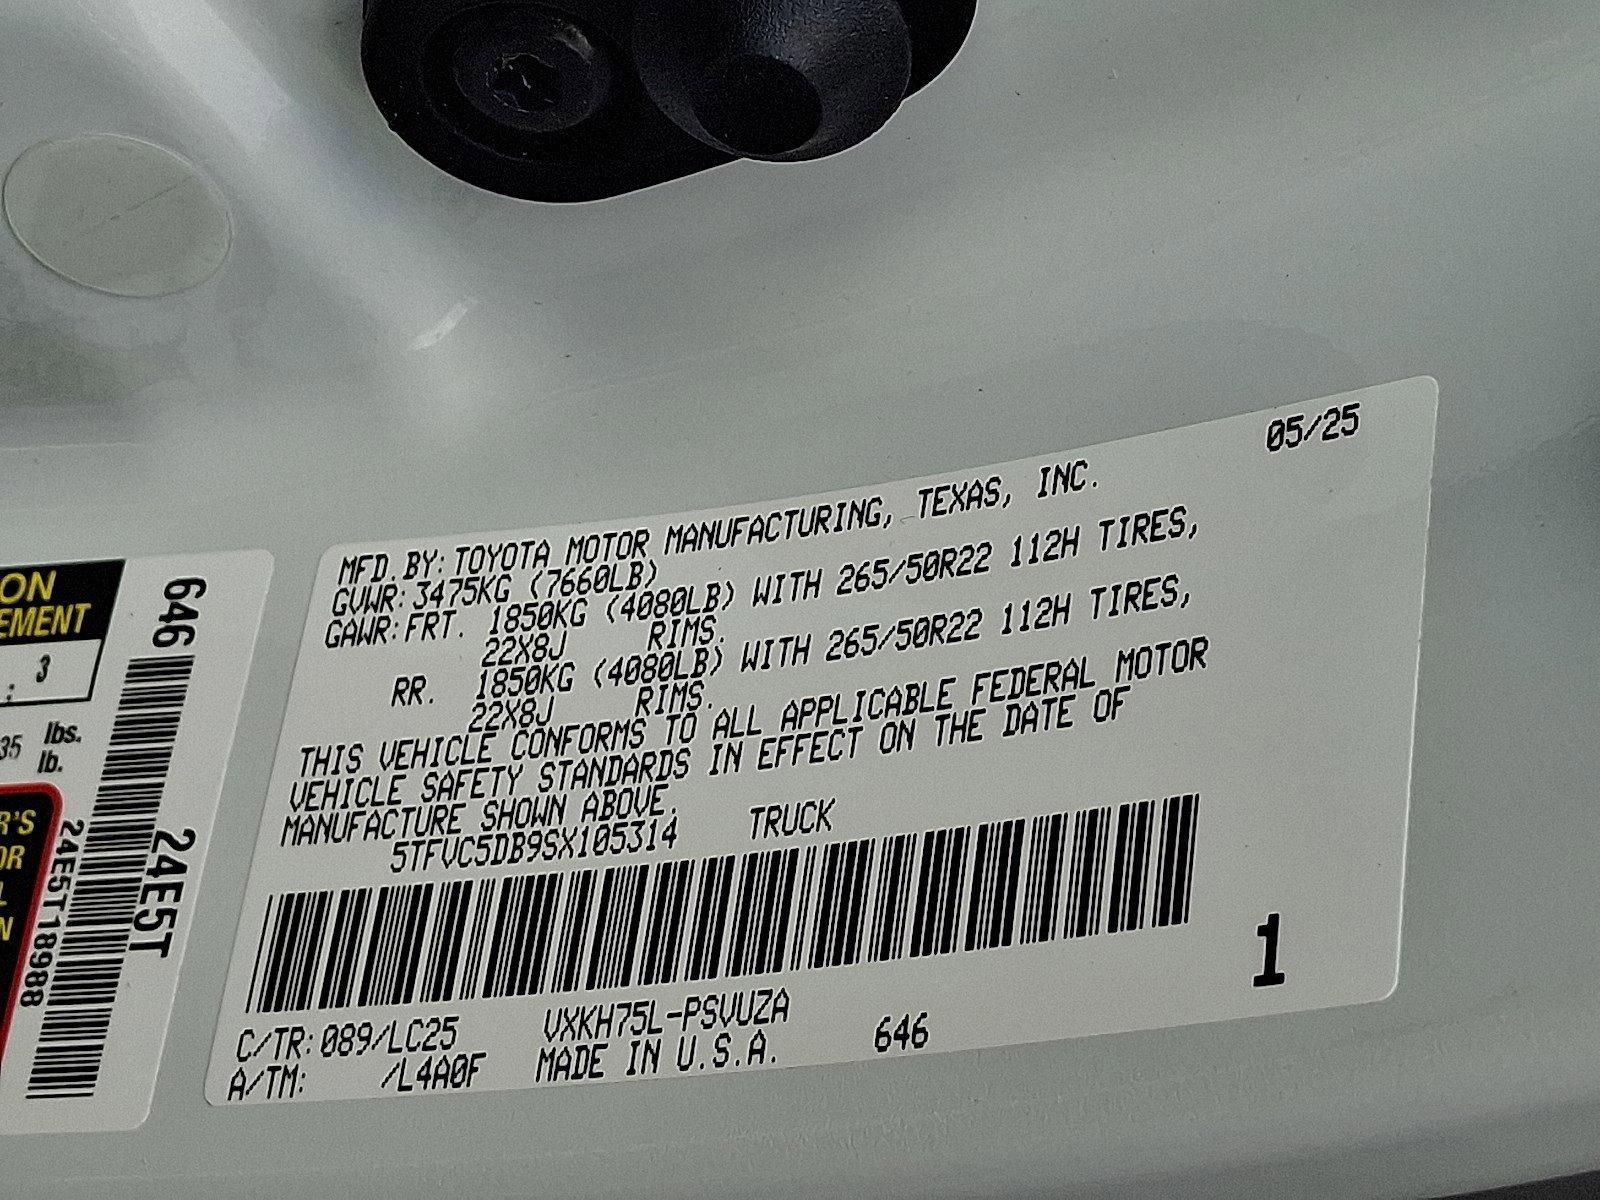 05/25
MFD. BY: TOYOTA MOTOR MANUFACTURING, TEXAS, INC.
GVWR: 3475KG (7660LB)
GAWR: FRT. 1850KG (4080LB) WITH 265/50R22 112H TIRES,
22X8J RIMS.
RR. 1850KG (4080LB) WITH 265/50R22 112H TIRES,
22X8J RIMS.
THIS VEHICLE CONFORMS TO ALL APPLICABLE FEDERAL MOTOR
VEHICLE SAFETY STANDARDS IN EFFECT ON THE DATE OF
MANUFACTURE SHOWN ABOVE.
5TFVC5DB9SX105314 TRUCK
1
C/TR: 089/LC25 VXKH75L-PSVUZA
A/TM: /L4A0F MADE IN U.S.A. 646
ON
EMENT
: 3
35 lbs.
lb.
R'S
OR
L
N
646
24E5T
24E5T18988